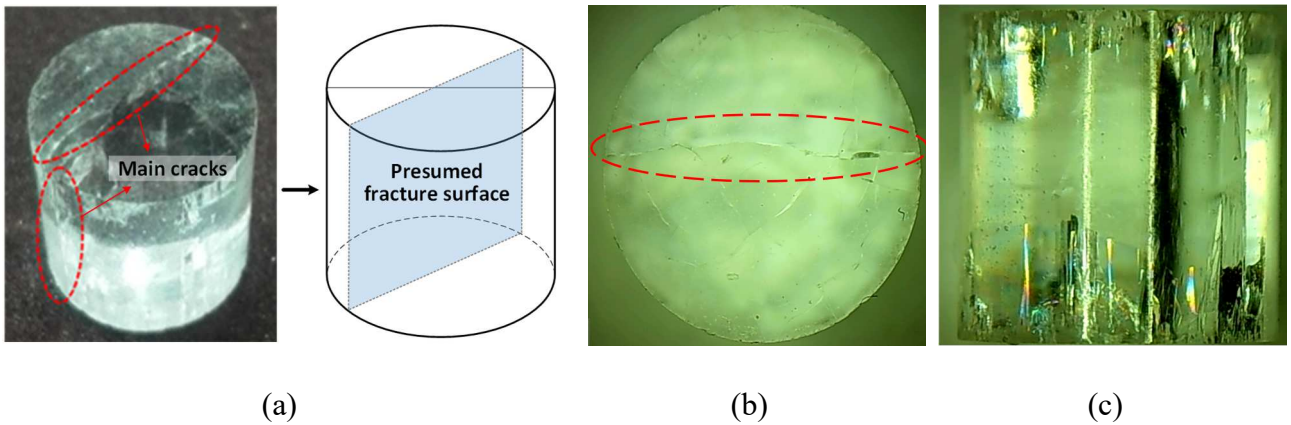 Main cracks
Presumed
fracture surface
(a)
(b)
(c)